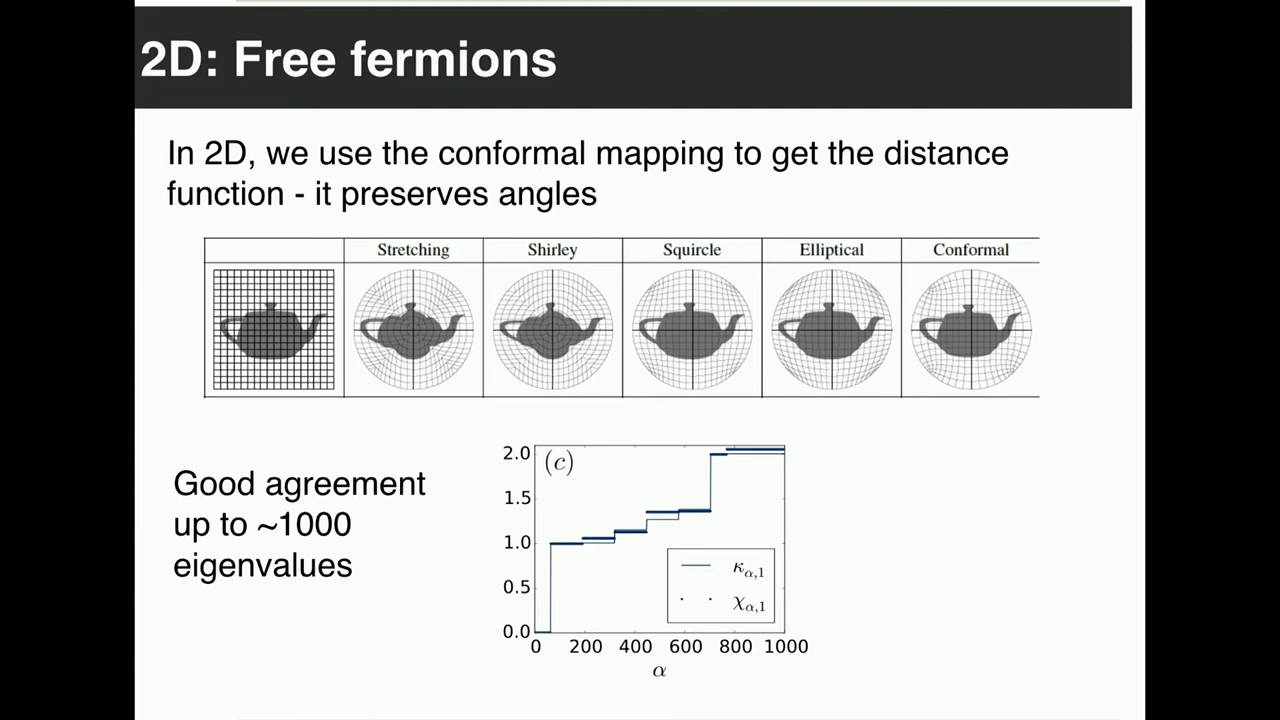 2D: Free fermions
In 2D, we use the conformal mapping to get the distance
function - it preserves angles
Stretching Shirley Squircle Elliptical Conformal
Good agreement
up to ~1000
eigenvalues
(c)
2.0
1.5
1.0
0.5
0.0
κα,1
χα,1
0 200 400 600 800 1000
α